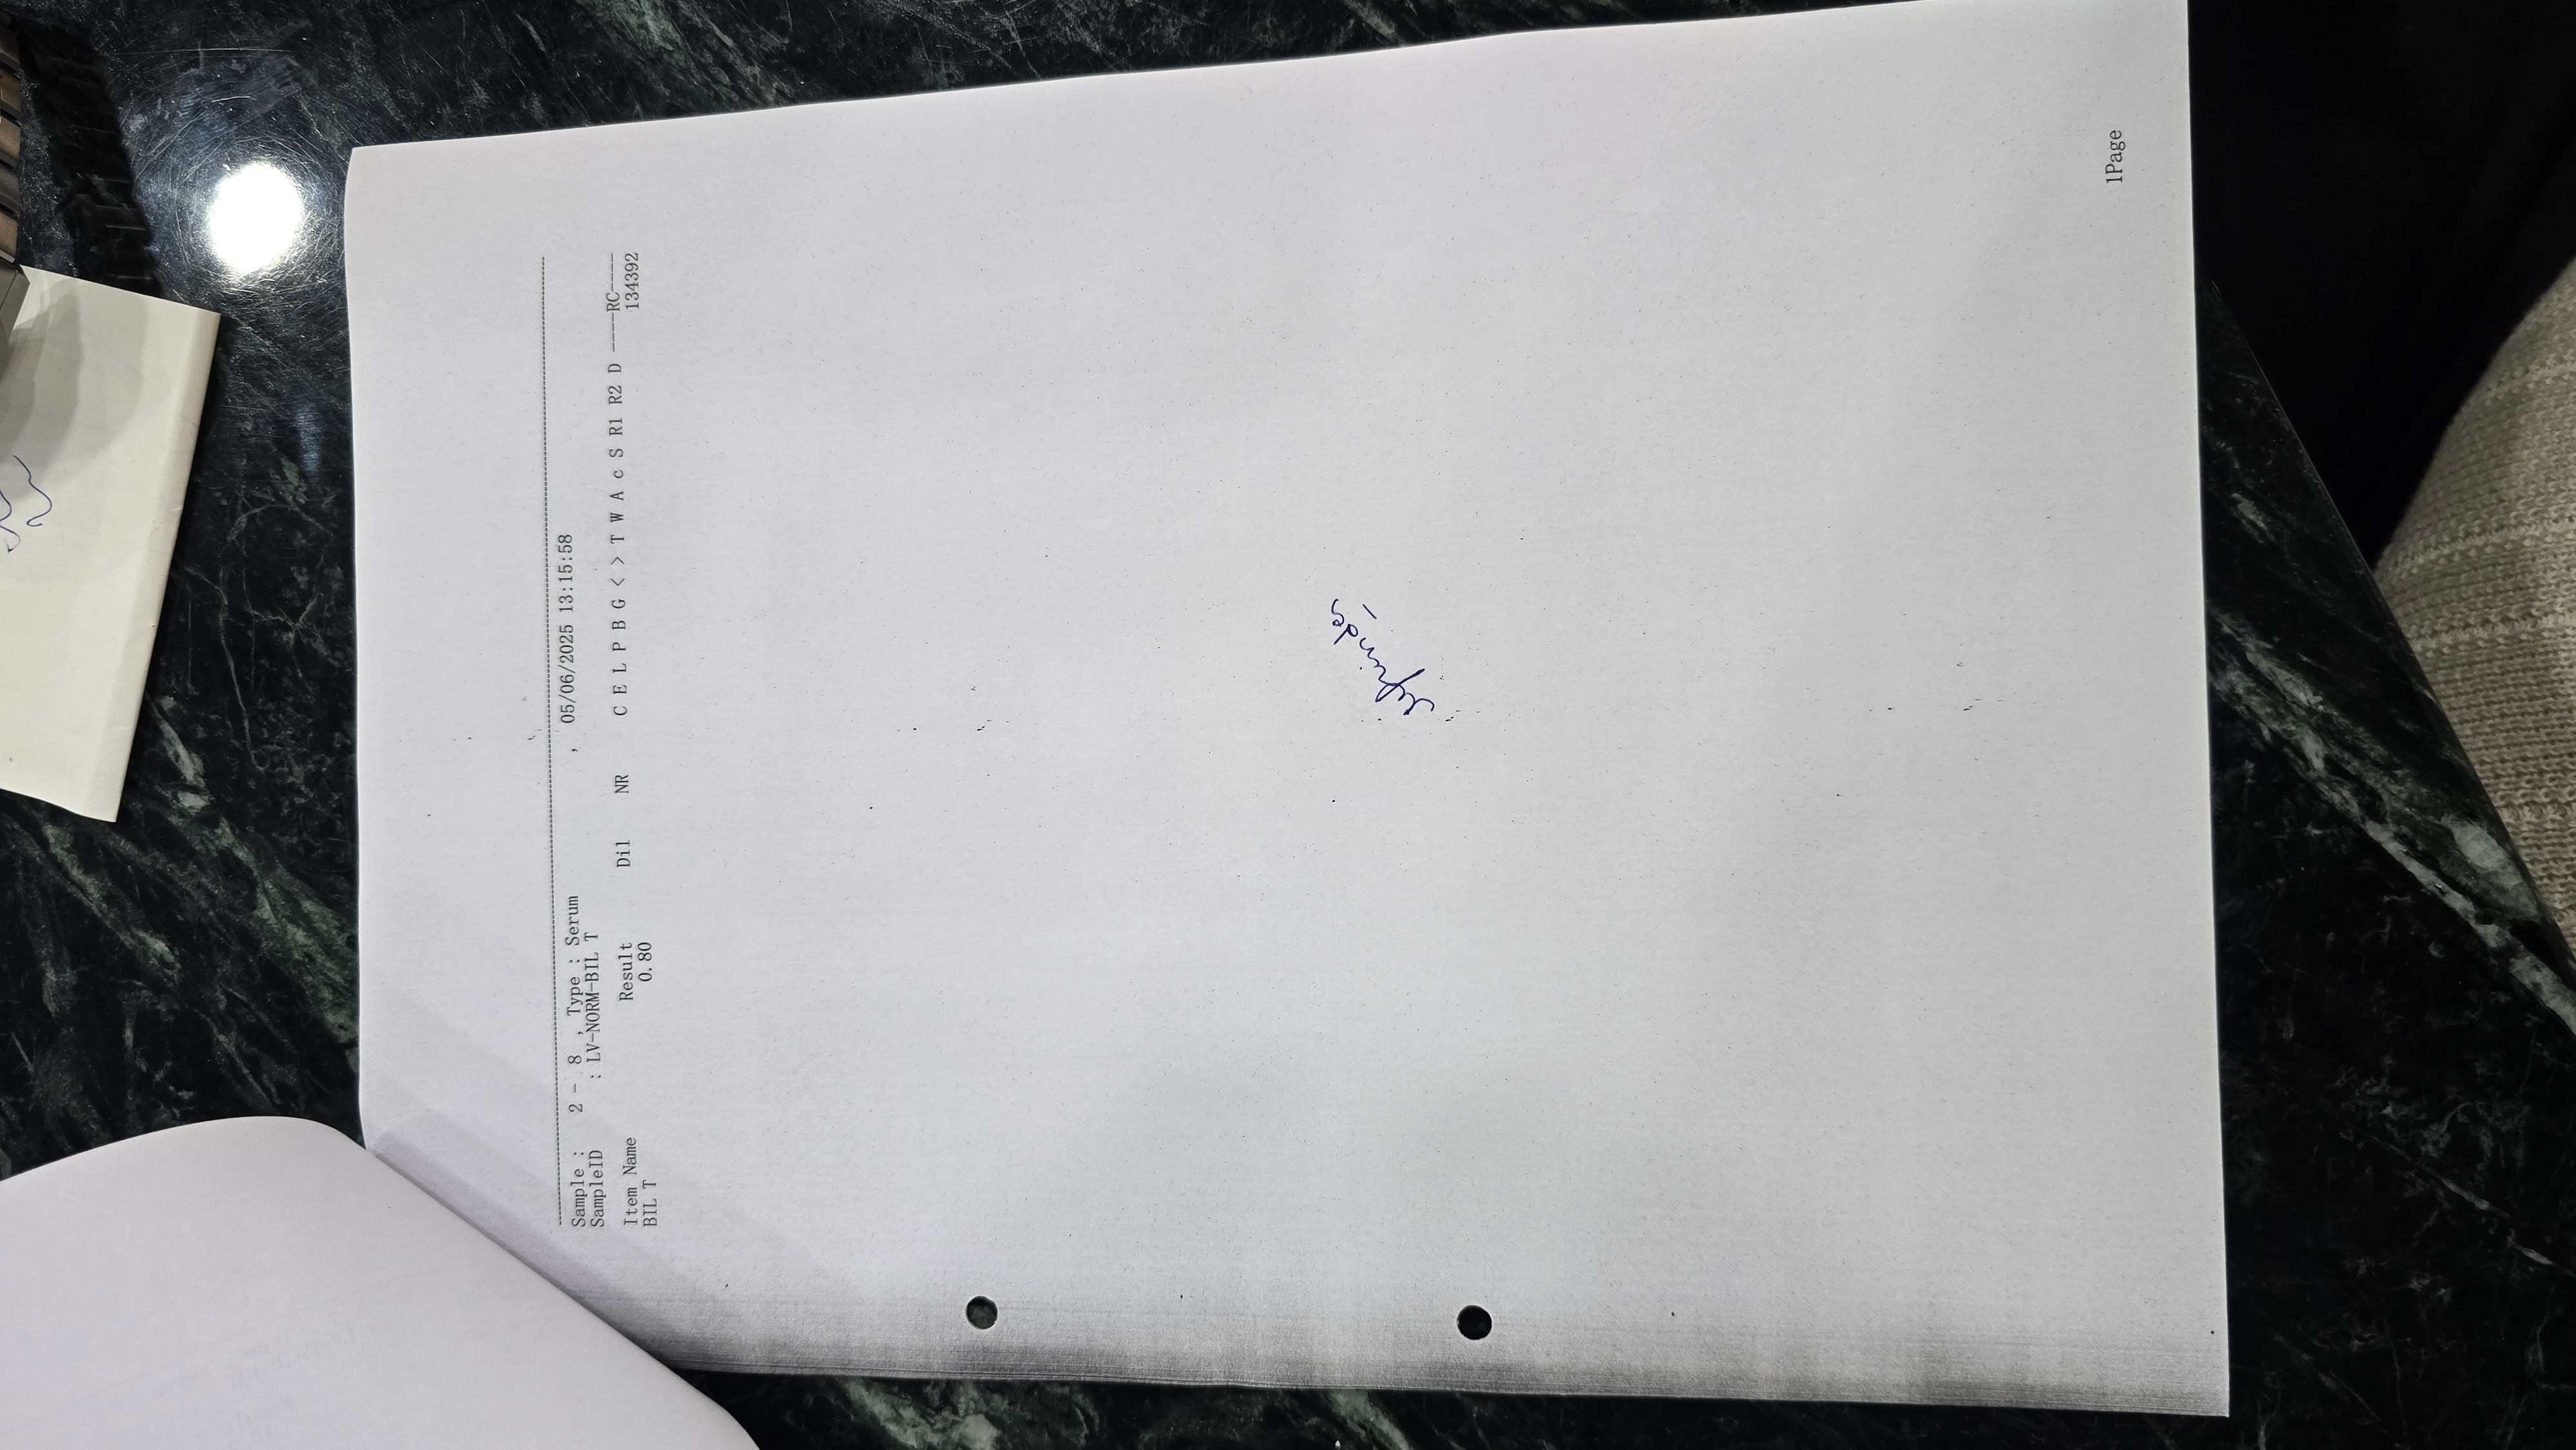 Sample : 2 - 8 , Type : Serum , 05/06/2025 13:15:58
SampleID : LV-NORM-BIL T
Item Name Result Dil NR C E L P B G < > T W A c S R1 R2 D ----RC----
BIL T 0.80 134392
1Page